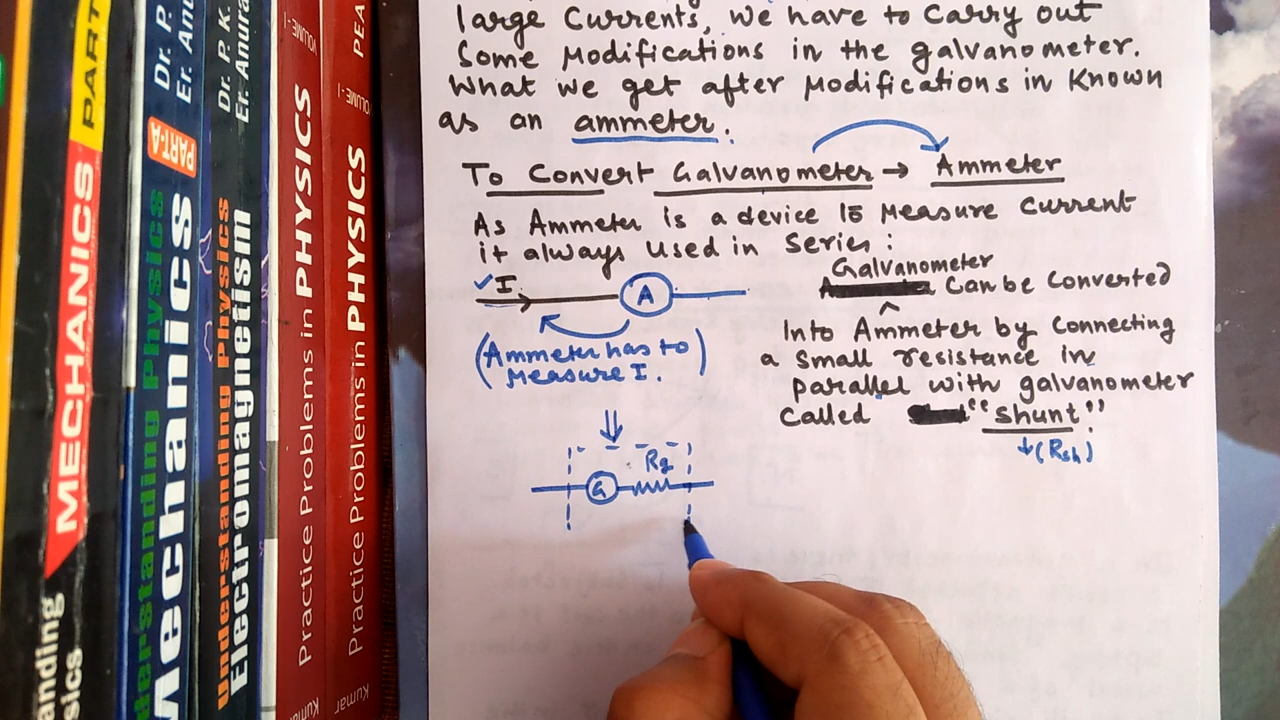 large Currents, we have to Carry out
Some Modifications in the galvanometer.
What we get after Modifications in Known
as an ammeter.
To Convert Galvanometer → Ammeter
As Ammeter is a device to Measure Current
it always Used in Series :
I
A
(Ammeter has to
Measure I.)
Galvanometer
Can be Converted
Into Ammeter by Connecting
a Small resistance in
parallel with galvanometer
Called "Shunt".
↓(Rsh)
Rg
G
MECHANICS PART
anding
sics
Understanding Physics
Mechanics PART-A Dr. P.
Er. Anu
Understanding Physics Dr. P. K.
Electromagnetism Er. Anura
Practice Problems in PHYSICS VOLUME-I
Kumar
Practice Problems in PHYSICS VOLUME-I PEA
Kumar